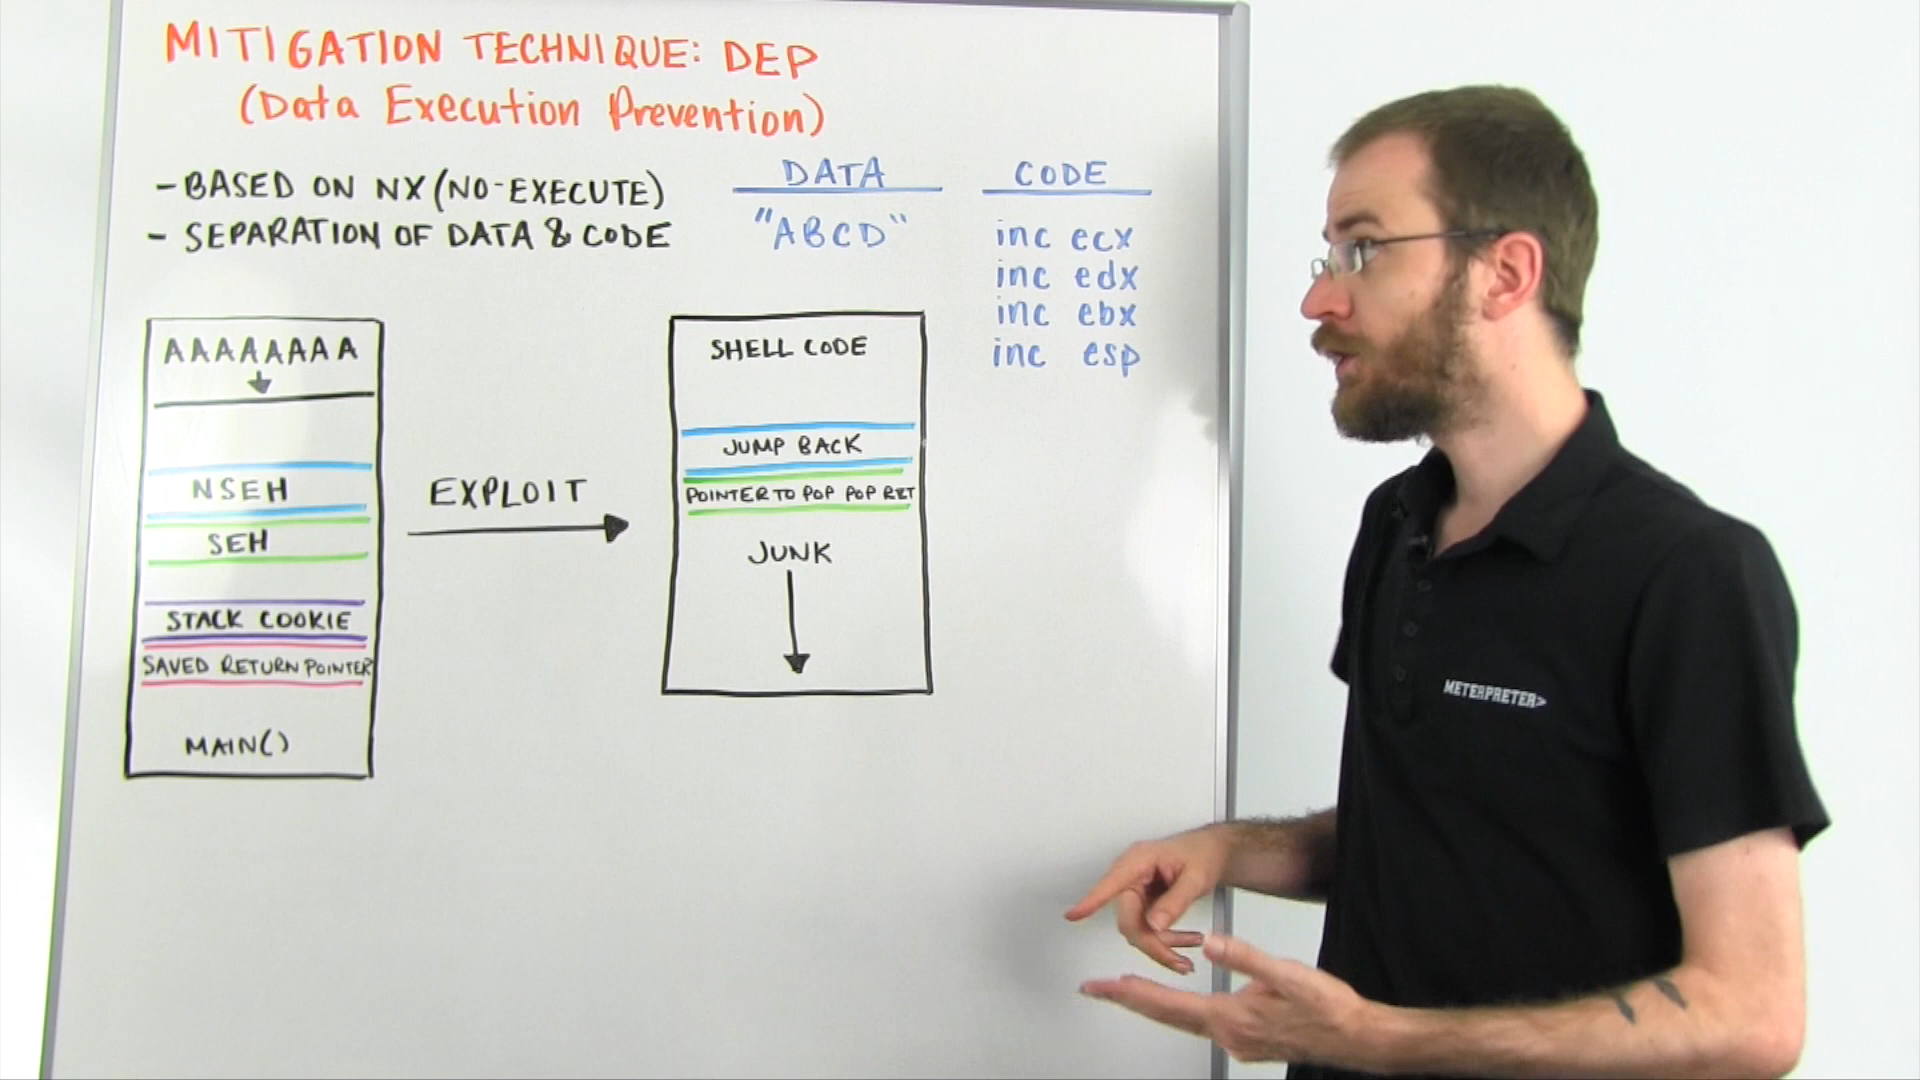 MITIGATION TECHNIQUE: DEP
(Data Execution Prevention)
- BASED ON NX (NO-EXECUTE)
- SEPARATION OF DATA & CODE
DATA
"ABCD"
CODE
inc ecx
inc edx
inc ebx
inc esp
AAAAAAAA
NSEH
SEH
STACK COOKIE
SAVED RETURN POINTER
MAIN()
EXPLOIT
SHELL CODE
JUMP BACK
POINTER TO POP POP RET
JUNK
METERPRETER>